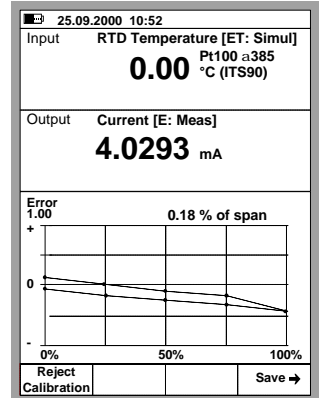 25.09.2000 10:52
Input RTD Temperature [ET: Simul]
0.00 Pt100 a385
°C (ITS90)
Output Current [E: Meas]
4.0293 mA
Error
1.00 0.18 % of span
+
0
-
0% 50% 100%
Reject
Calibration
Save →